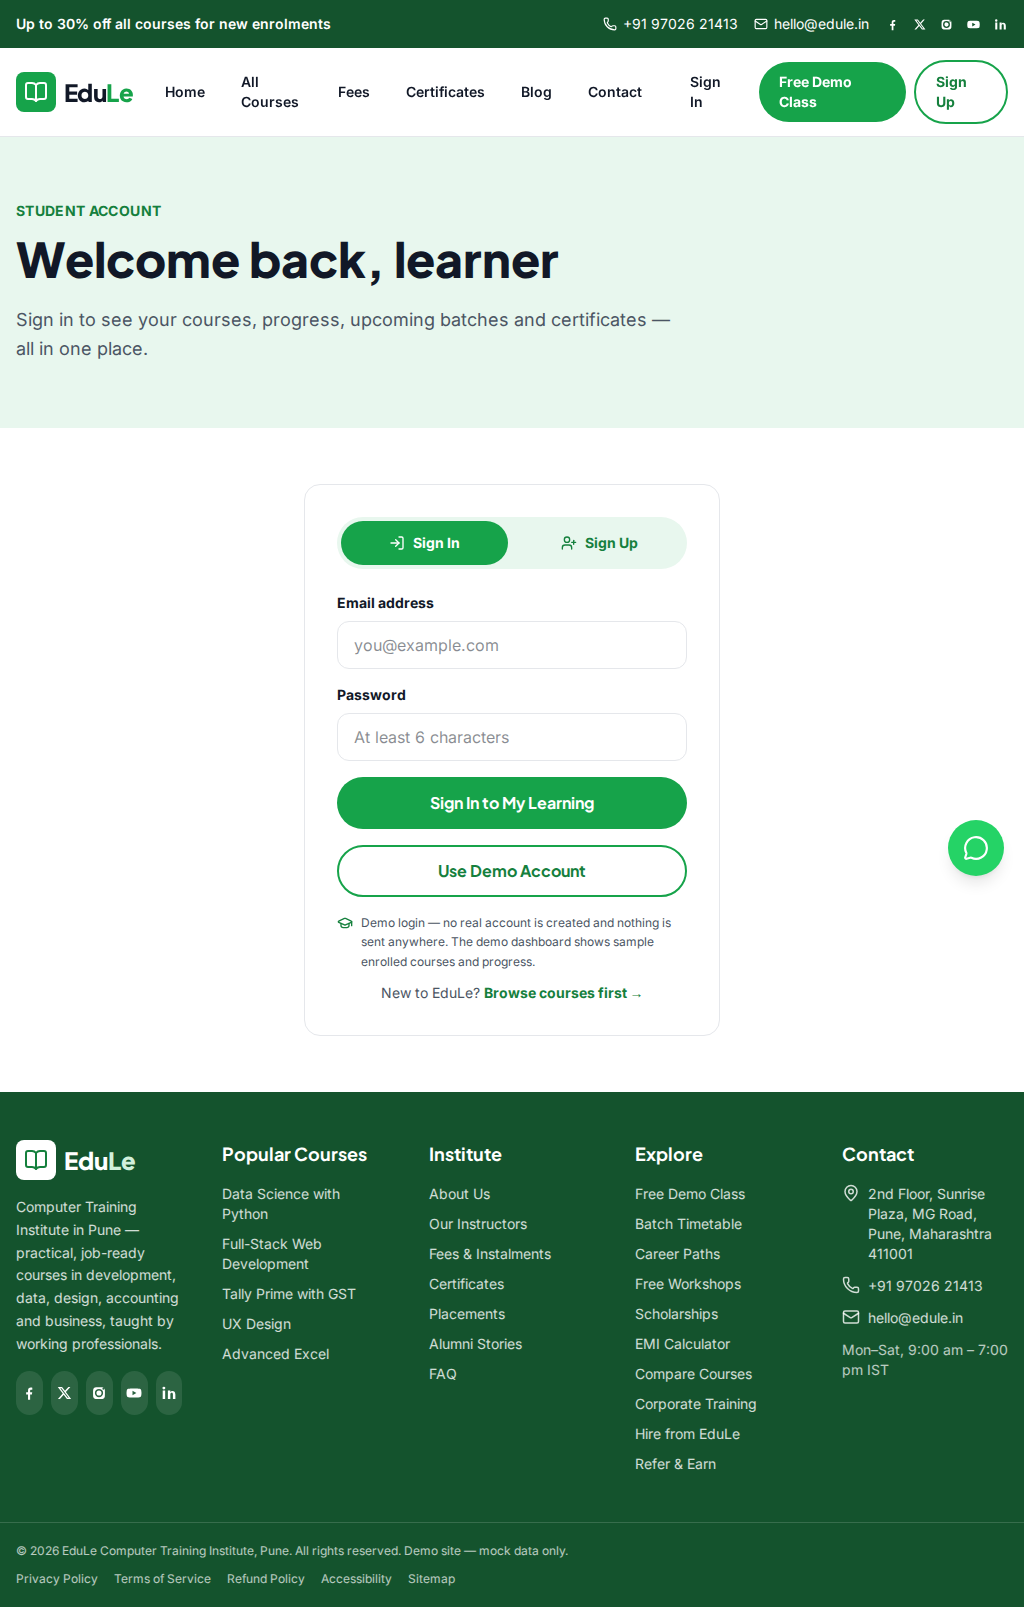 Up to 30% off all courses for new enrolments
+91 97026 21413
hello@edule.in
EduLe
Home
All
Courses
Fees
Certificates
Blog
Contact
Sign
In
Free Demo
Class
Sign
Up
STUDENT ACCOUNT
Welcome back, learner
Sign in to see your courses, progress, upcoming batches and certificates —
all in one place.
Sign In
Sign Up
Email address
you@example.com
Password
At least 6 characters
Sign In to My Learning
Use Demo Account
Demo login — no real account is created and nothing is
sent anywhere. The demo dashboard shows sample
enrolled courses and progress.
New to EduLe? Browse courses first →
EduLe
Computer Training
Institute in Pune —
practical, job-ready
courses in development,
data, design, accounting
and business, taught by
working professionals.
Popular Courses
Data Science with
Python
Full-Stack Web
Development
Tally Prime with GST
UX Design
Advanced Excel
Institute
About Us
Our Instructors
Fees & Instalments
Certificates
Placements
Alumni Stories
FAQ
Explore
Free Demo Class
Batch Timetable
Career Paths
Free Workshops
Scholarships
EMI Calculator
Compare Courses
Corporate Training
Hire from EduLe
Refer & Earn
Contact
2nd Floor, Sunrise
Plaza, MG Road,
Pune, Maharashtra
411001
+91 97026 21413
hello@edule.in
Mon–Sat, 9:00 am – 7:00
pm IST
© 2026 EduLe Computer Training Institute, Pune. All rights reserved. Demo site — mock data only.
Privacy Policy
Terms of Service
Refund Policy
Accessibility
Sitemap